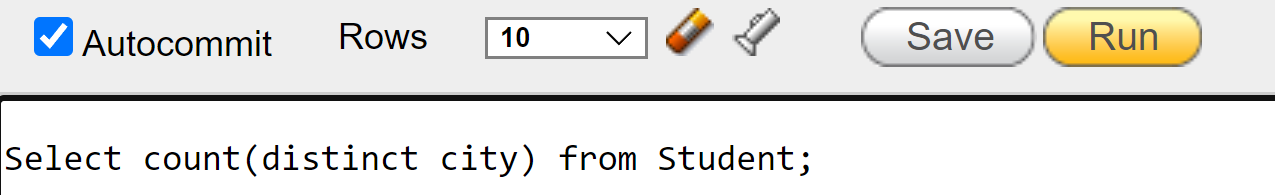 Autocommit Rows 10 Save Run
Select count(distinct city) from Student;